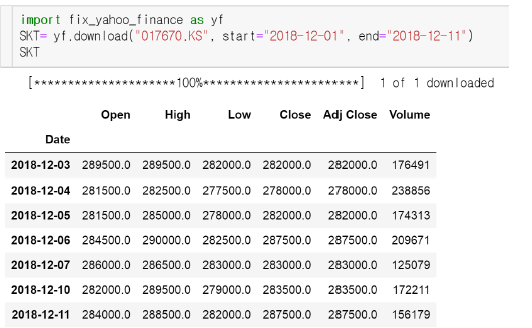 import fix_yahoo_finance as yf
SKT= yf.download("017670.KS", start="2018-12-01", end="2018-12-11")
SKT
[*********************100%***********************]  1 of 1 downloaded
Open High Low Close Adj Close Volume
Date
2018-12-03 289500.0 289500.0 282000.0 282000.0 282000.0 176491
2018-12-04 281500.0 282500.0 277500.0 278000.0 278000.0 238856
2018-12-05 281500.0 285000.0 278000.0 282000.0 282000.0 174313
2018-12-06 284500.0 290000.0 282500.0 287500.0 287500.0 209671
2018-12-07 286000.0 286500.0 283000.0 283000.0 283000.0 125079
2018-12-10 282000.0 289500.0 279000.0 283500.0 283500.0 172211
2018-12-11 284000.0 288500.0 282000.0 287500.0 287500.0 156179